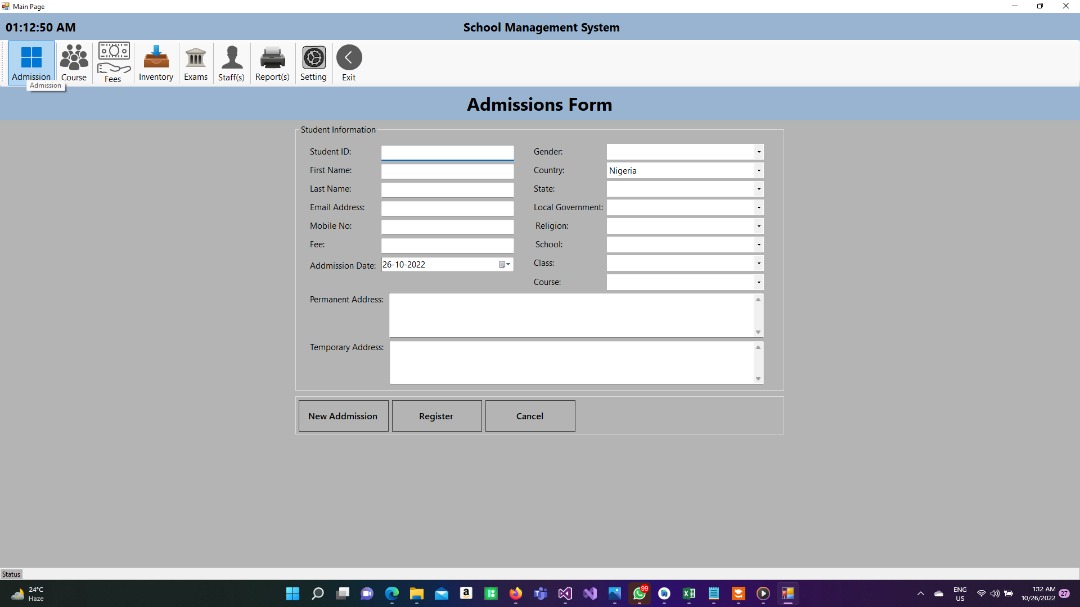 Main Page
01:12:50 AM
School Management System
Admission
Course
Fees
Inventory
Exams
Staff(s)
Report(s)
Setting
Exit
Admission
Admissions Form
Student Information
Student ID:
Gender:
First Name:
Country:
Nigeria
Last Name:
State:
Email Address:
Local Government:
Mobile No:
Religion:
Fee:
School:
Addmission Date:
26-10-2022
Class:
Course:
Permanent Address:
Temporary Address:
New Addmission
Register
Cancel
Status
24°C
Haze
a
99
ENG
US
1:32 AM
10/26/2022
27